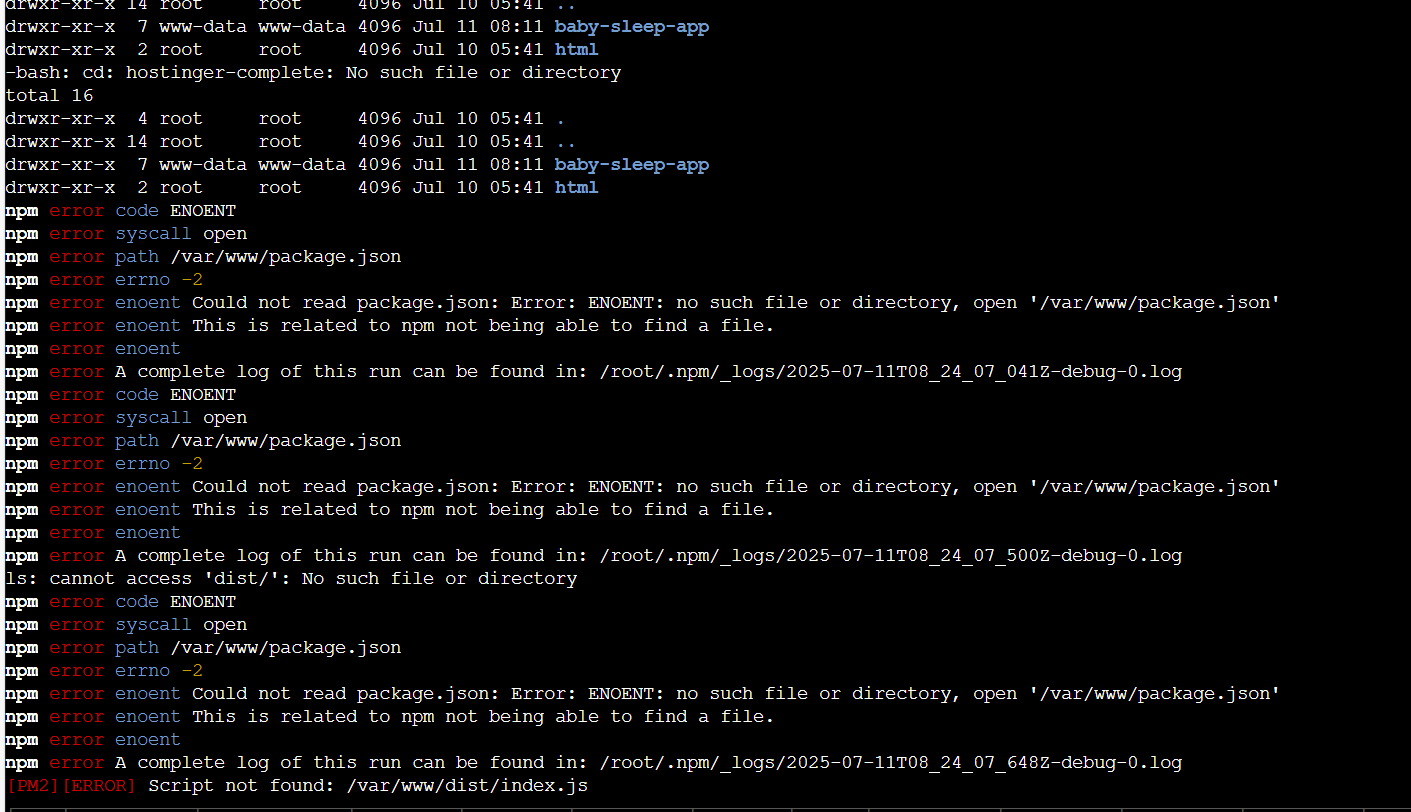 drwxr-xr-x 14 root     root     4096 Jul 10 05:41 ..
drwxr-xr-x  7 www-data www-data 4096 Jul 11 08:11 baby-sleep-app
drwxr-xr-x  2 root     root     4096 Jul 10 05:41 html
-bash: cd: hostinger-complete: No such file or directory
total 16
drwxr-xr-x  4 root     root     4096 Jul 10 05:41 .
drwxr-xr-x 14 root     root     4096 Jul 10 05:41 ..
drwxr-xr-x  7 www-data www-data 4096 Jul 11 08:11 baby-sleep-app
drwxr-xr-x  2 root     root     4096 Jul 10 05:41 html
npm error code ENOENT
npm error syscall open
npm error path /var/www/package.json
npm error errno -2
npm error enoent Could not read package.json: Error: ENOENT: no such file or directory, open '/var/www/package.json'
npm error enoent This is related to npm not being able to find a file.
npm error enoent
npm error A complete log of this run can be found in: /root/.npm/_logs/2025-07-11T08_24_07_041Z-debug-0.log
npm error code ENOENT
npm error syscall open
npm error path /var/www/package.json
npm error errno -2
npm error enoent Could not read package.json: Error: ENOENT: no such file or directory, open '/var/www/package.json'
npm error enoent This is related to npm not being able to find a file.
npm error enoent
npm error A complete log of this run can be found in: /root/.npm/_logs/2025-07-11T08_24_07_500Z-debug-0.log
ls: cannot access 'dist/': No such file or directory
npm error code ENOENT
npm error syscall open
npm error path /var/www/package.json
npm error errno -2
npm error enoent Could not read package.json: Error: ENOENT: no such file or directory, open '/var/www/package.json'
npm error enoent This is related to npm not being able to find a file.
npm error enoent
npm error A complete log of this run can be found in: /root/.npm/_logs/2025-07-11T08_24_07_648Z-debug-0.log
[PM2][ERROR] Script not found: /var/www/dist/index.js